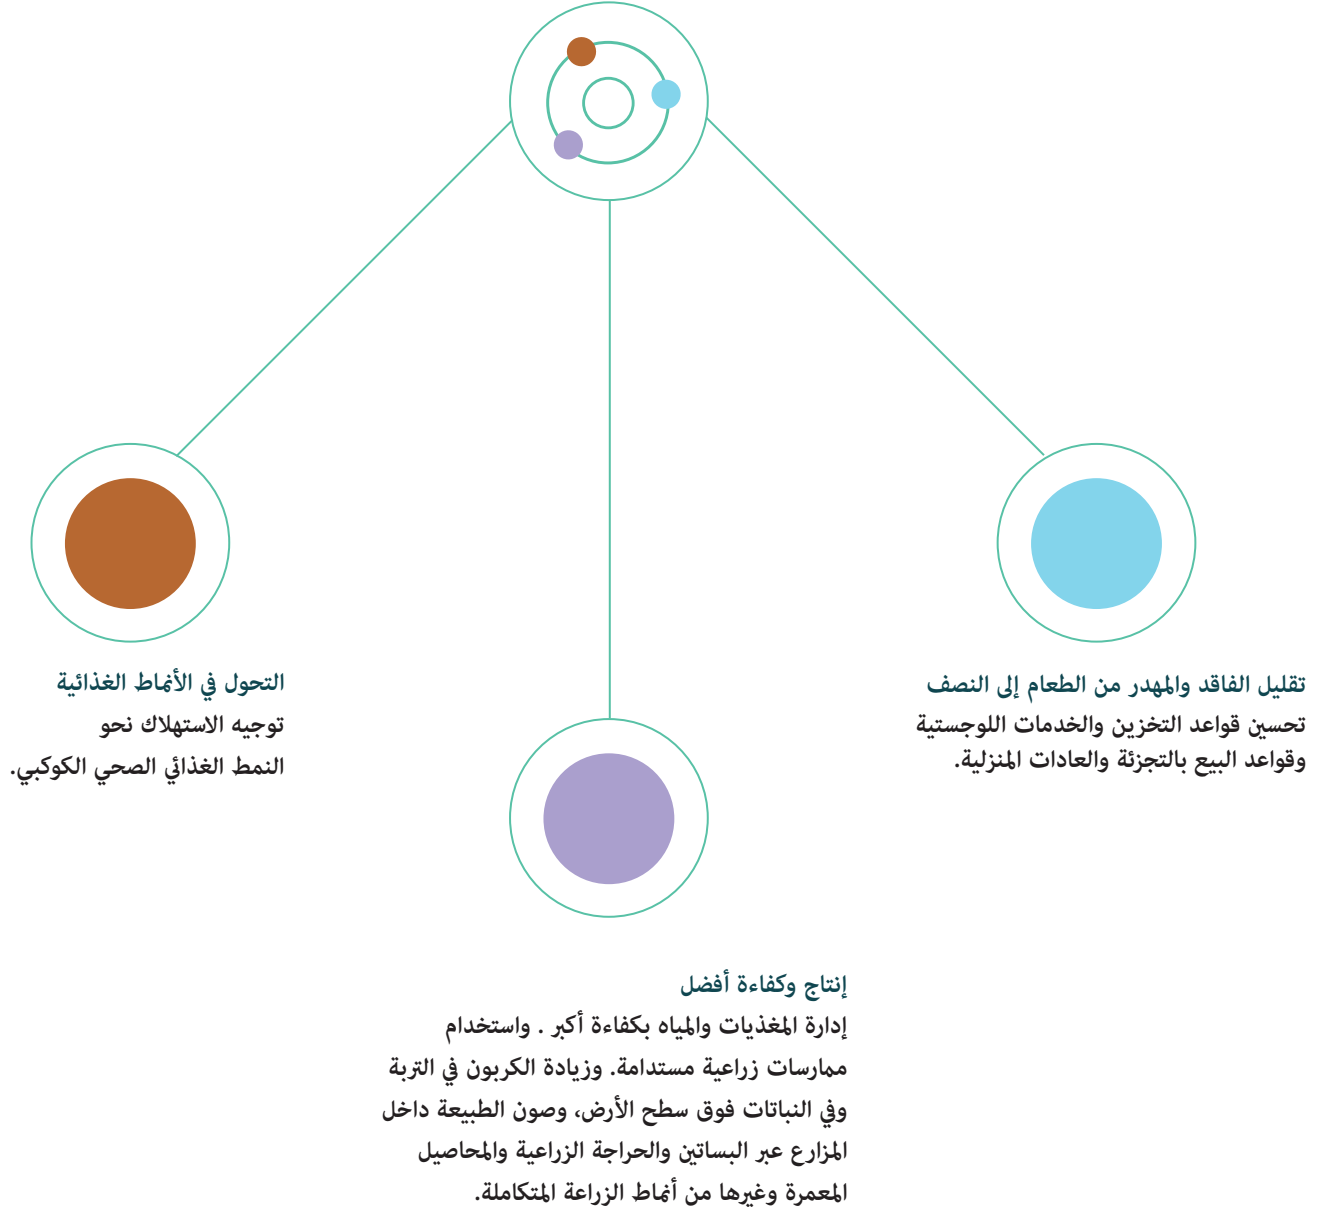 تقليل الفاقد والمهدر من الطعام إلى النصف
تحسين قواعد التخزين والخدمات اللوجستية
وقواعد البيع بالتجزئة والعادات المنزلية.
التحول في الأنماط الغذائية
توجيه الاستهلاك نحو
النمط الغذائي الصحي الكوكبي.
إنتاج وكفاءة أفضل
إدارة المغذيات والمياه بكفاءة أكبر . واستخدام
ممارسات زراعية مستدامة. وزيادة الكربون في التربة
وفي النباتات فوق سطح الأرض، وصون الطبيعة داخل
المزارع عبر البساتين والحراجة الزراعية والمحاصيل
المعمرة وغيرها من أنماط الزراعة المتكاملة.